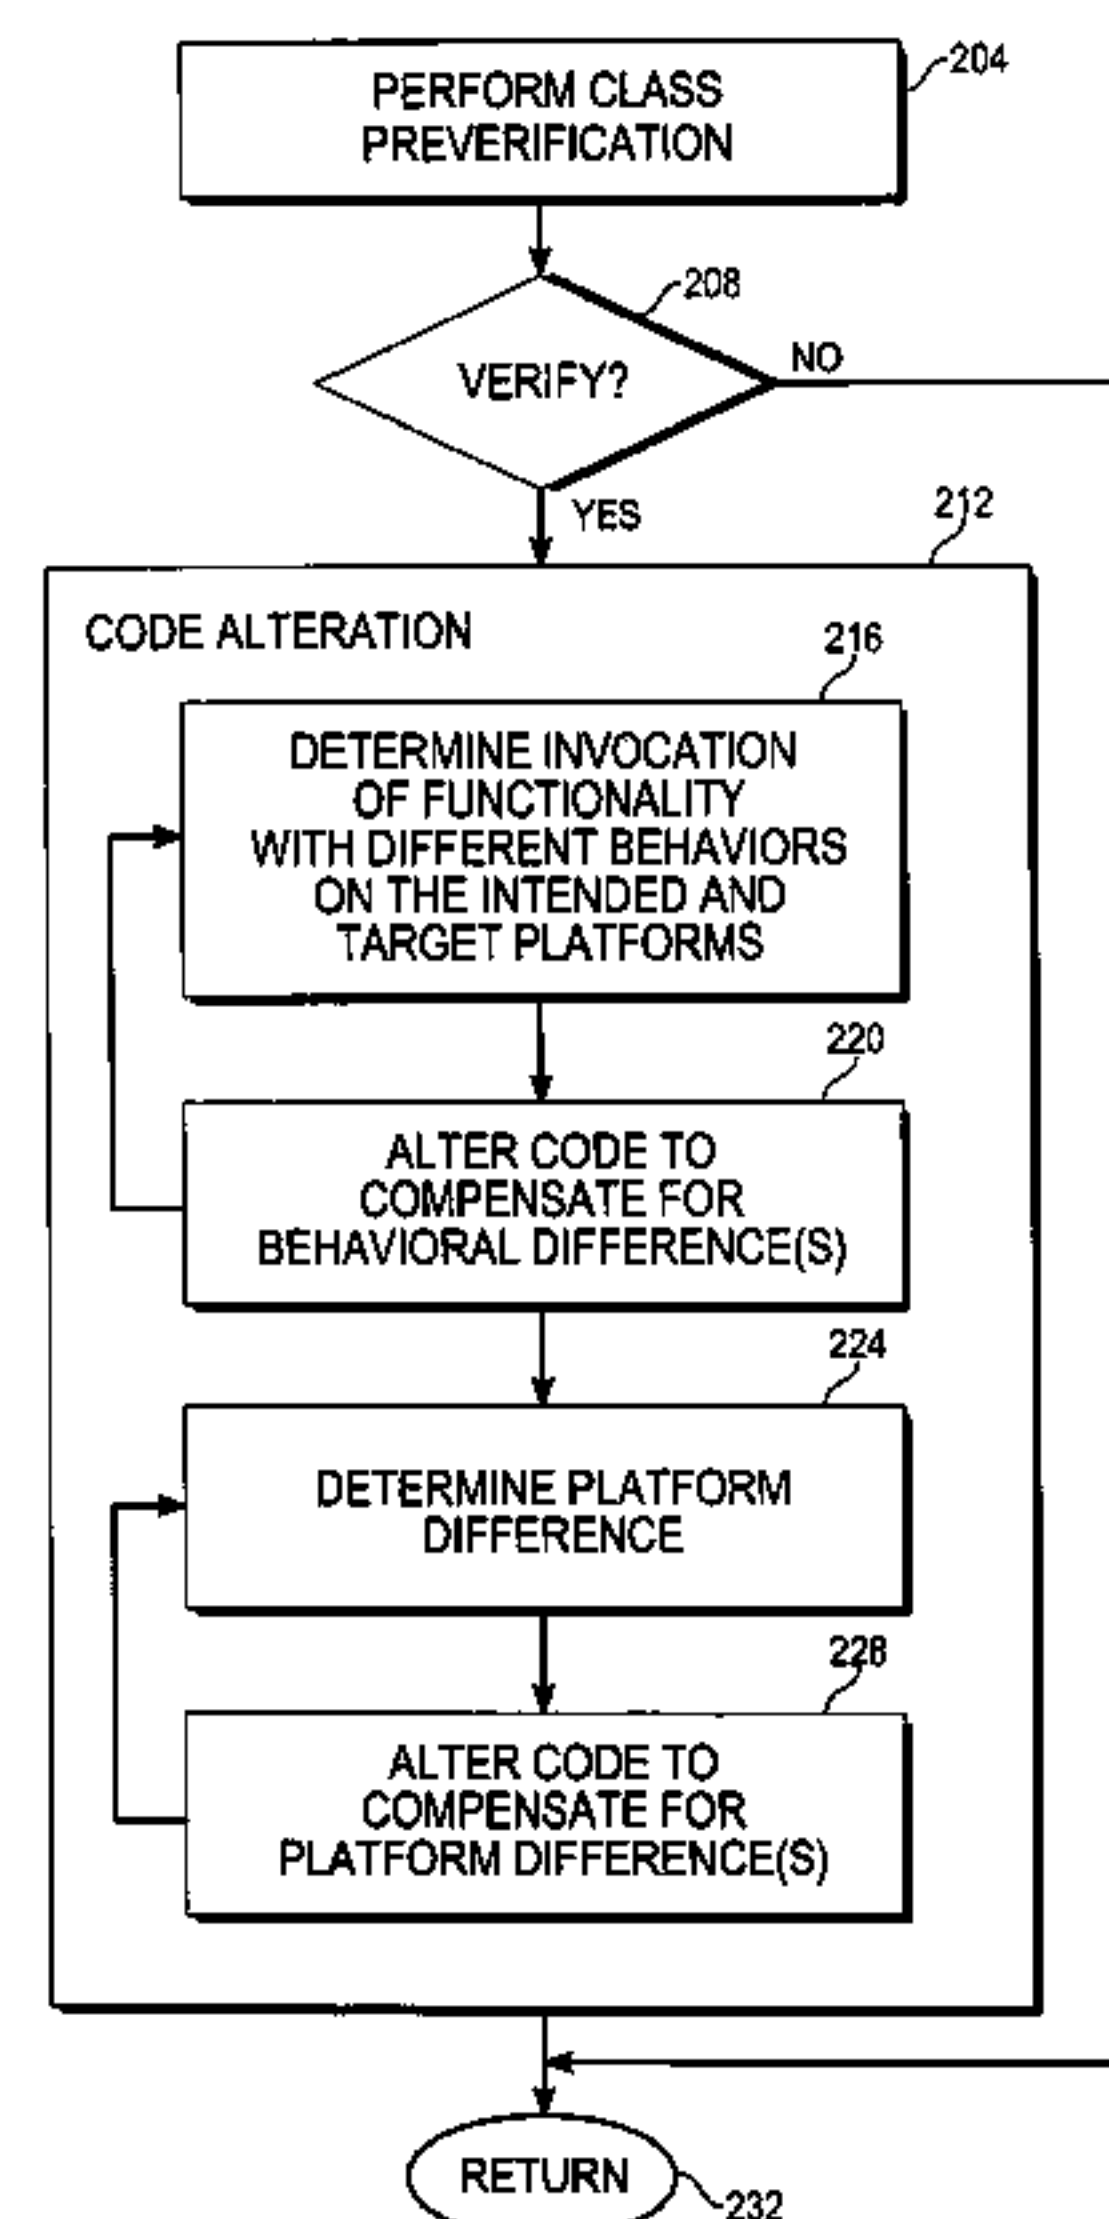 PERFORM CLASS
PREVERIFICATION
204
208
VERIFY?
NO
YES
212
CODE ALTERATION
216
DETERMINE INVOCATION
OF FUNCTIONALITY
WITH DIFFERENT BEHAVIORS
ON THE INTENDED AND
TARGET PLATFORMS
220
ALTER CODE TO
COMPENSATE FOR
BEHAVIORAL DIFFERENCE(S)
224
DETERMINE PLATFORM
DIFFERENCE
228
ALTER CODE TO
COMPENSATE FOR
PLATFORM DIFFERENCE(S)
RETURN
232